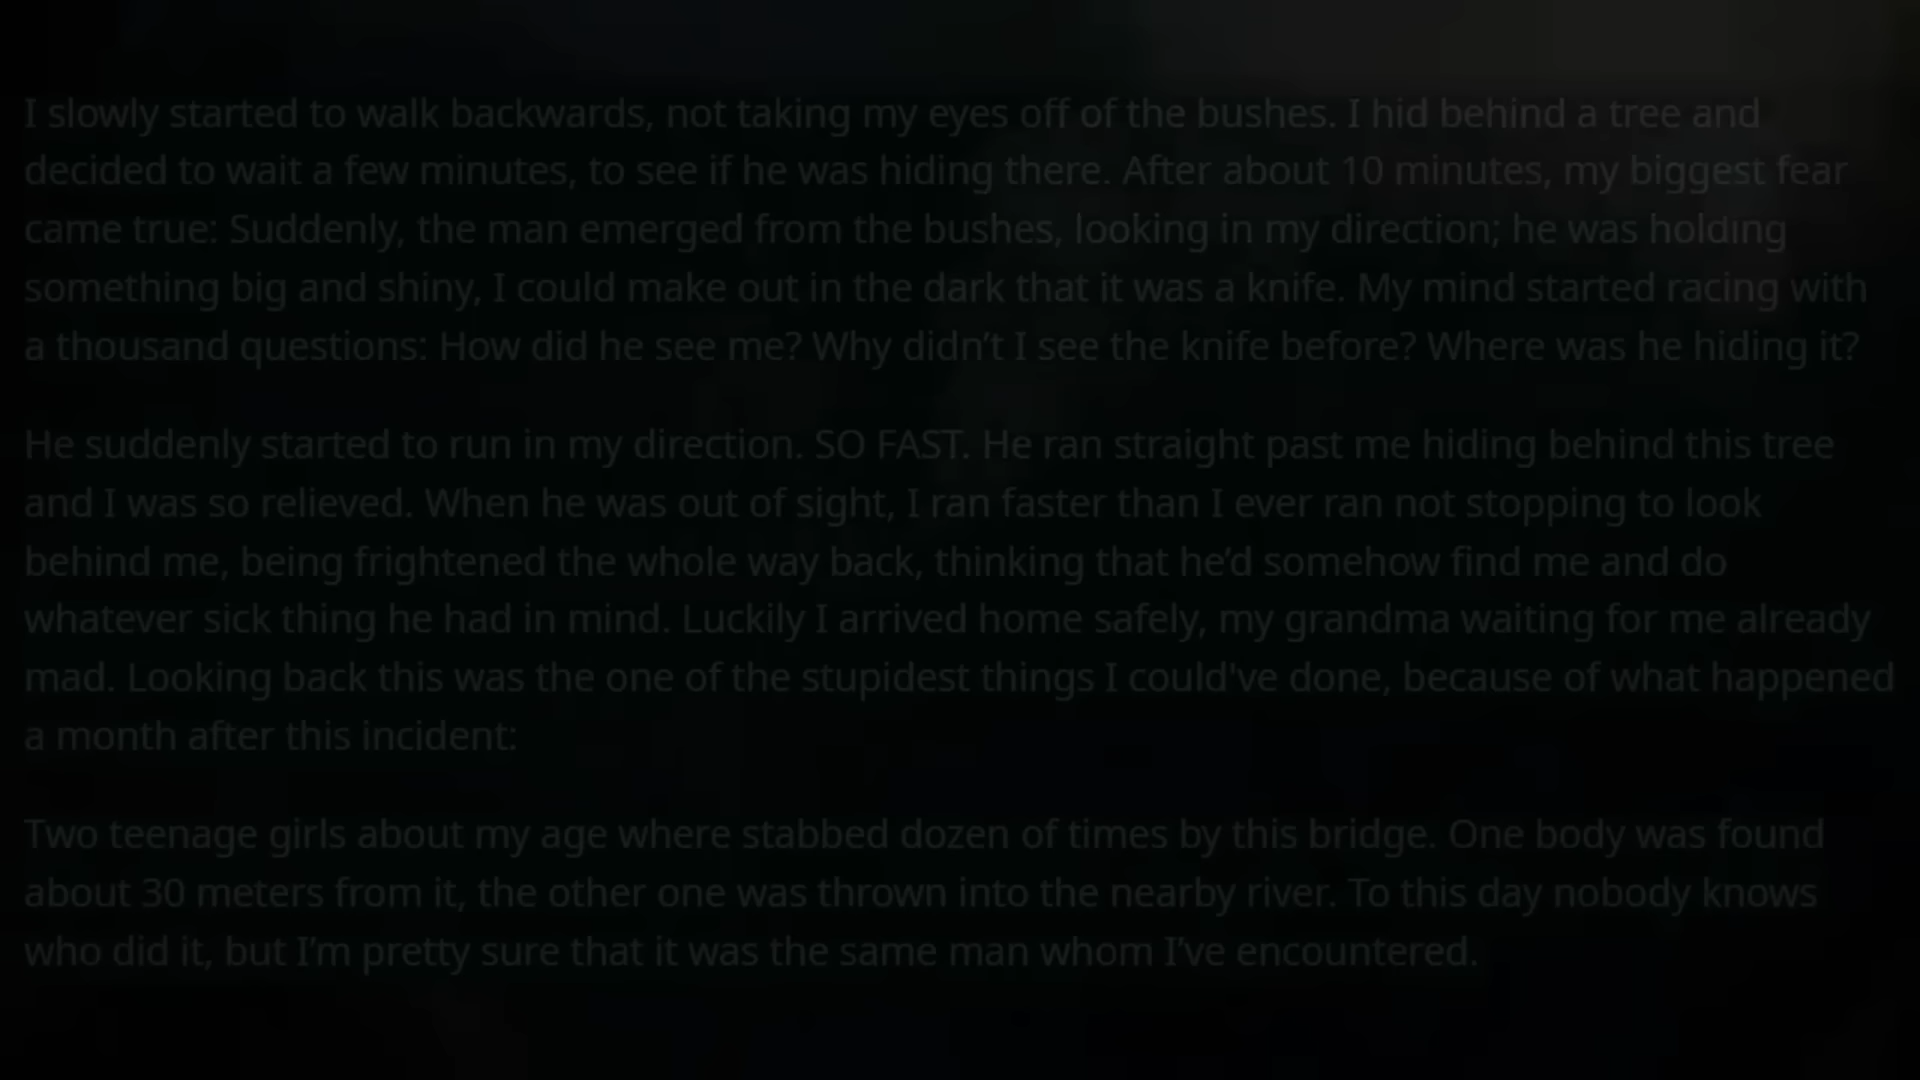 I slowly started to walk backwards, not taking my eyes off of the bushes. I hid behind a tree and
decided to wait a few minutes, to see if he was hiding there. After about 10 minutes, my biggest fear
came true: Suddenly, the man emerged from the bushes, looking in my direction; he was holding
something big and shiny, I could make out in the dark that it was a knife. My mind started racing with
a thousand questions: How did he see me? Why didn’t I see the knife before? Where was he hiding it?
He suddenly started to run in my direction. SO FAST. He ran straight past me hiding behind this tree
and I was so relieved. When he was out of sight, I ran faster than I ever ran not stopping to look
behind me, being frightened the whole way back, thinking that he’d somehow find me and do
whatever sick thing he had in mind. Luckily I arrived home safely, my grandma waiting for me already
mad. Looking back this was the one of the stupidest things I could've done, because of what happened
a month after this incident:
Two teenage girls about my age where stabbed dozen of times by this bridge. One body was found
about 30 meters from it, the other one was thrown into the nearby river. To this day nobody knows
who did it, but I’m pretty sure that it was the same man whom I’ve encountered.